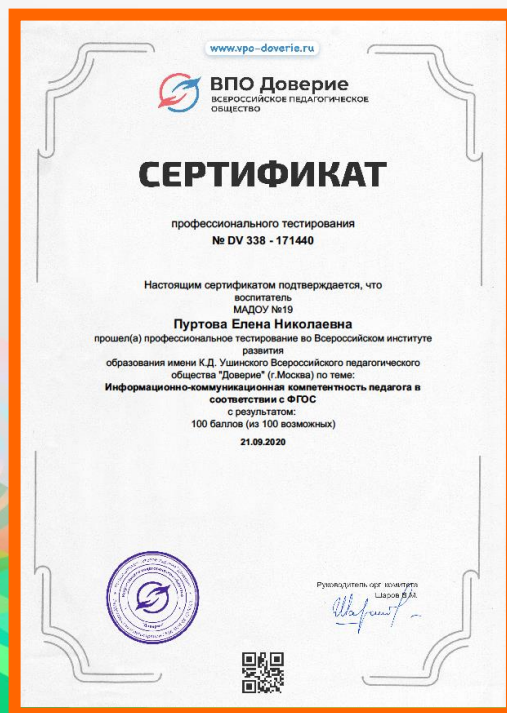 www.vpo-doverie.ru
ВПО Доверие
ВСЕРОССИЙСКОЕ ПЕДАГОГИЧЕСКОЕ
ОБЩЕСТВО
СЕРТИФИКАТ
профессионального тестирования
№ DV 338 - 171440
Настоящим сертификатом подтверждается, что
воспитатель
МАДОУ №19
Пуртова Елена Николаевна
прошел(а) профессиональное тестирование во Всероссийском институте
развития
образования имени К.Д. Ушинского Всероссийского педагогического
общества "Доверие" (г.Москва) по теме:
Информационно-коммуникационная компетентность педагога в
соответствии с ФГОС
с результатом:
100 баллов (из 100 возможных)
21.09.2020
Руководитель орг. комитета
Шаров В.М.
"Доверие"